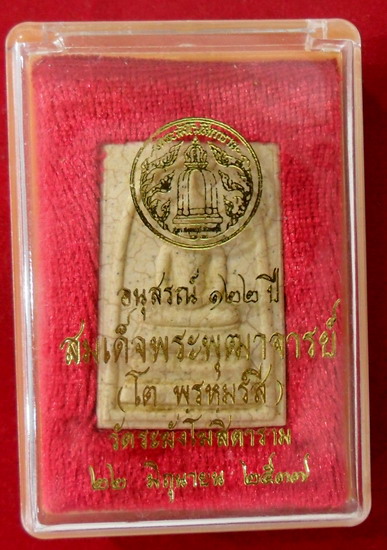 อนุสรณ์ ๑๒๒ ปี
สมเด็จพระพุฒาจารย์
(โต พฺรหฺมรํสี)
วัดระฆังโฆสิตาราม
๒๒ มิถุนายน ๒๕๓๗